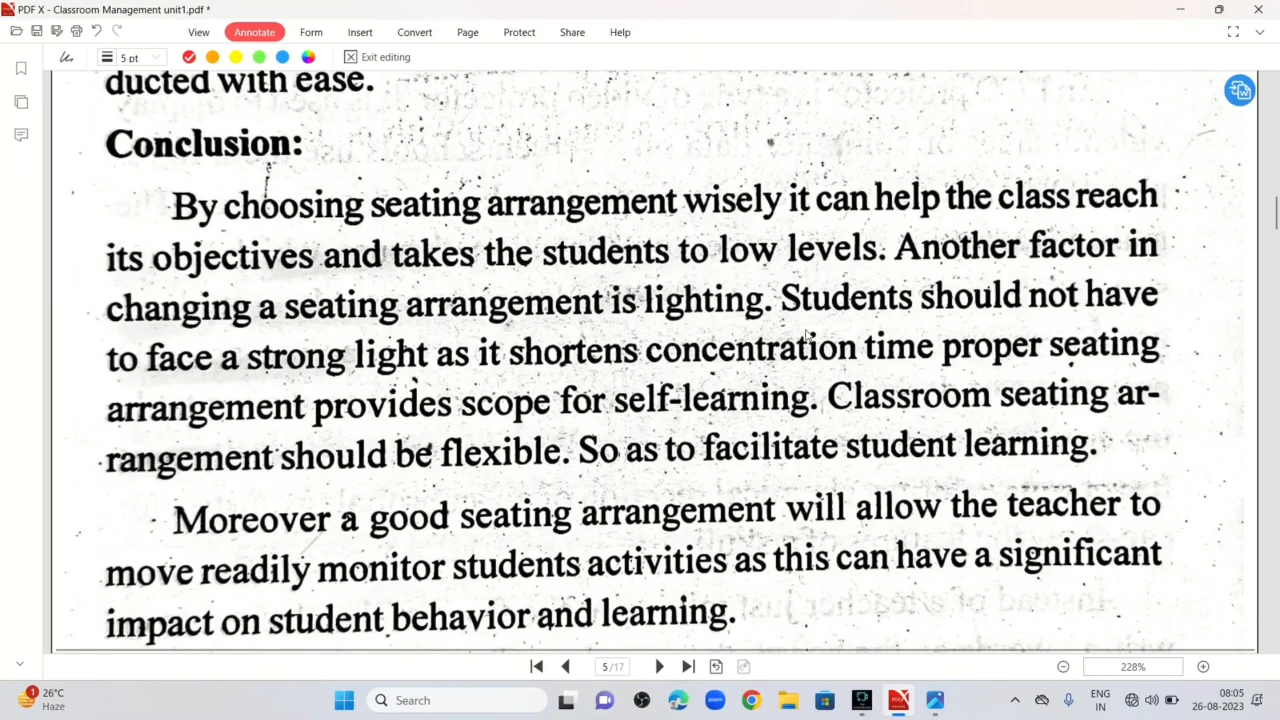 PDF X - Classroom Management unit1.pdf *
View Annotate Form Insert Convert Page Protect Share Help
5 pt Exit editing
ducted with ease.
Conclusion:
By choosing seating arrangement wisely it can help the class reach
its objectives and takes the students to low levels. Another factor in
changing a seating arrangement is lighting. Students should not have
to face a strong light as it shortens concentration time proper seating
arrangement provides scope for self-learning. Classroom seating ar-
rangement should be flexible. So as to facilitate student learning.
Moreover a good seating arrangement will allow the teacher to
move readily monitor students activities as this can have a significant
impact on student behavior and learning.
5 /17 228%
1 26°C
Haze
Search
zoom
ENG
IN
08:05
26-08-2023